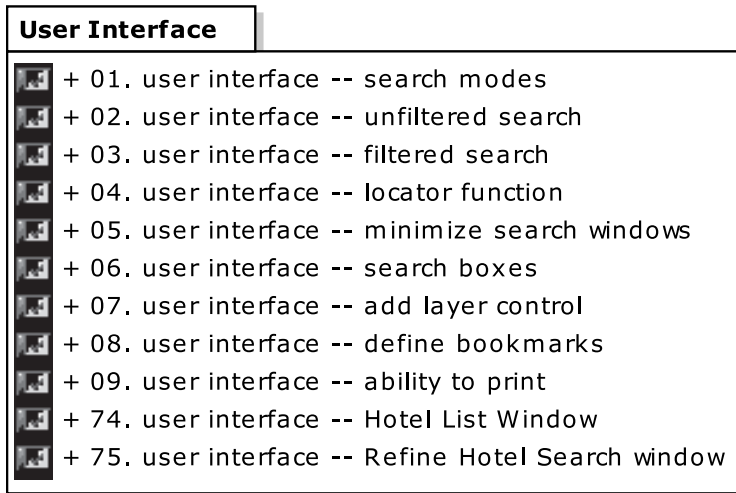 User Interface
+ 01. user interface -- search modes
+ 02. user interface -- unfiltered search
+ 03. user interface -- filtered search
+ 04. user interface -- locator function
+ 05. user interface -- minimize search windows
+ 06. user interface -- search boxes
+ 07. user interface -- add layer control
+ 08. user interface -- define bookmarks
+ 09. user interface -- ability to print
+ 74. user interface -- Hotel List Window
+ 75. user interface -- Refine Hotel Search window